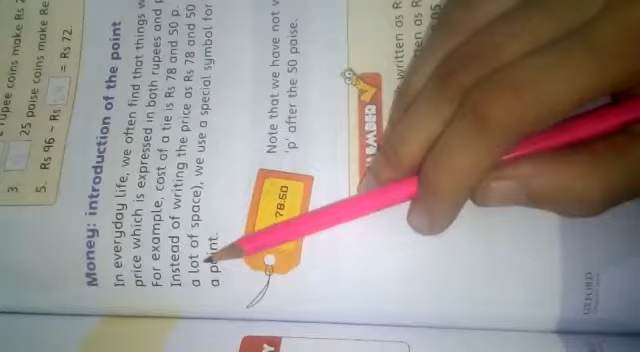 rupee coins make Rs
3.
25 paise coins make Re
5. Rs 96 – Rs = Rs 72.
Money: introduction of the point
In everyday life, we often find that things
price which is expressed in both rupees and
For example, cost of a tie is Rs 78 and 50 p.
Instead of writing the price as Rs 78 and 50
a lot of space), we use a special symbol for
a point.
78.50
Note that we have not
'p' after the 50 paise.
written as R
OXFORD